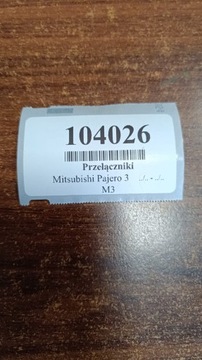 104026
Przełączniki
Mitsubishi Pajero 3 ../.. - ../..
M3